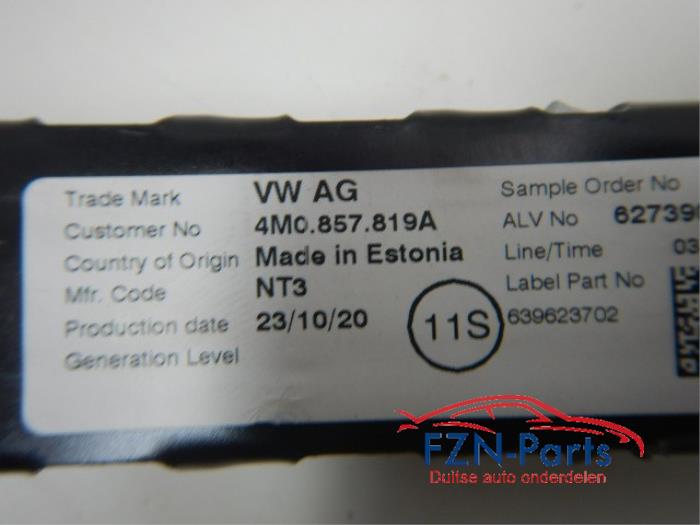 Trade Mark VW AG
Customer No 4M0.857.819A
Country of Origin Made in Estonia
Mfr. Code NT3
Production date 23/10/20
Generation Level
11S
Sample Order No
ALV No 62739
Line/Time 03
Label Part No
639623702
FZN-Parts
Duitse auto onderdelen